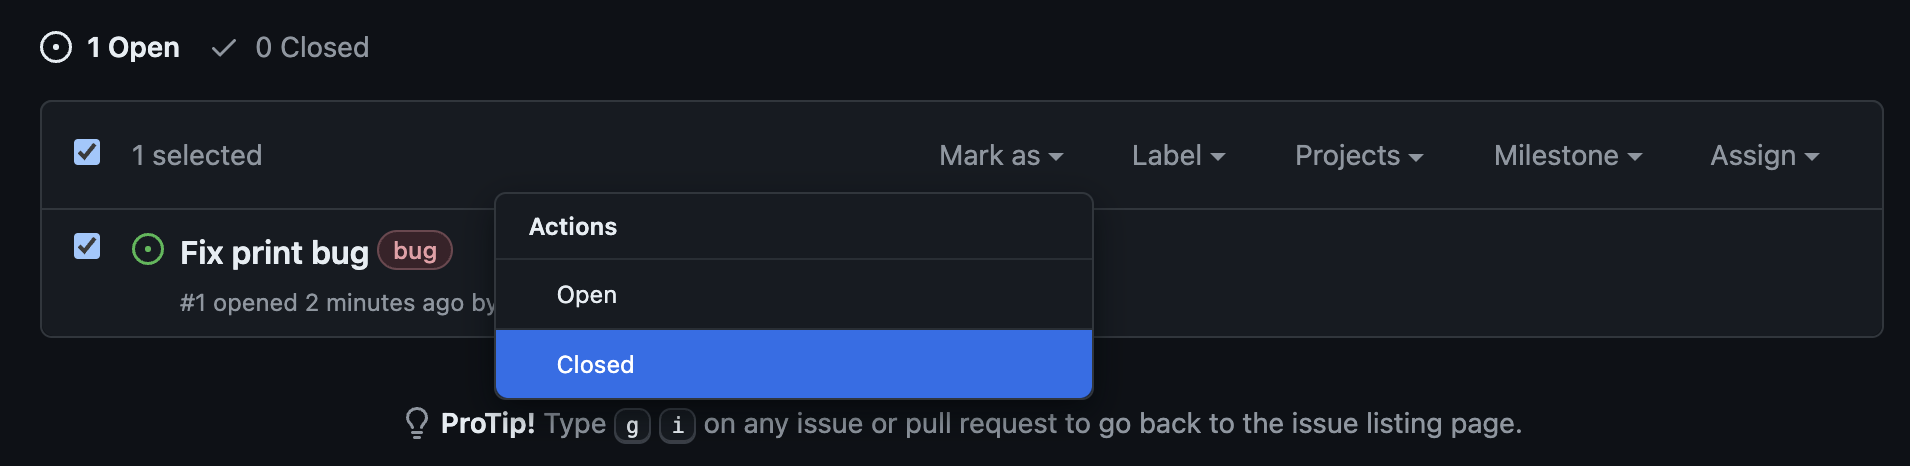 1 Open 0 Closed
1 selected Mark as Label Projects Milestone Assign
Actions
Fix print bug bug
Open
#1 opened 2 minutes ago by
Closed
ProTip! Type g i on any issue or pull request to go back to the issue listing page.